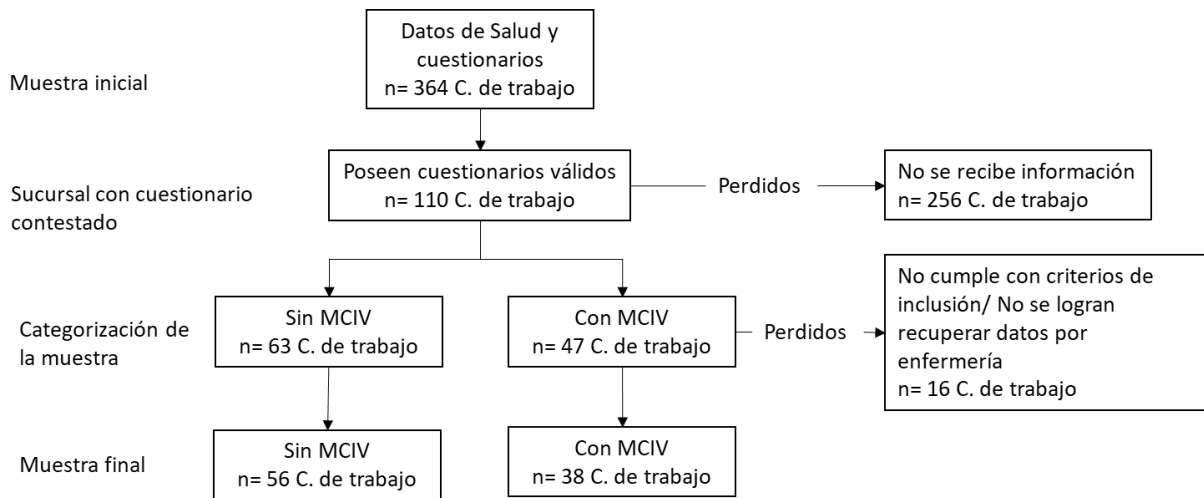 Datos de Salud y
cuestionarios
n= 364 C. de trabajo
Muestra inicial
Poseen cuestionarios válidos
n= 110 C. de trabajo
Perdidos
No se recibe información
n= 256 C. de trabajo
Sucursal con cuestionario
contestado
No cumple con criterios de
inclusión/ No se logran
recuperar datos por
enfermería
n= 16 C. de trabajo
Categorización de
la muestra
Sin MCIV
n= 63 C. de trabajo
Con MCIV
n= 47 C. de trabajo
Perdidos
Muestra final
Sin MCIV
n= 56 C. de trabajo
Con MCIV
n= 38 C. de trabajo